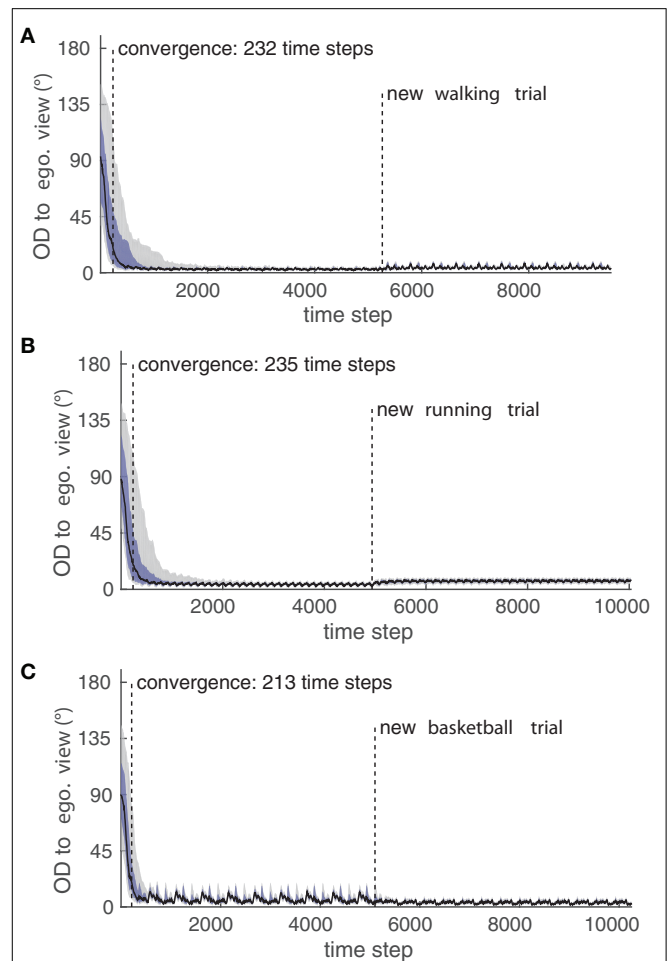 A
convergence: 232 time steps
new walking trial
OD to ego. view (°)
180
135
90
45
0
2000 4000 6000 8000
time step
B
convergence: 235 time steps
new running trial
OD to ego. view (°)
180
135
90
45
0
2000 4000 6000 8000 10000
time step
C
convergence: 213 time steps
new basketball trial
OD to ego. view (°)
180
135
90
45
0
2000 4000 6000 8000 10000
time step